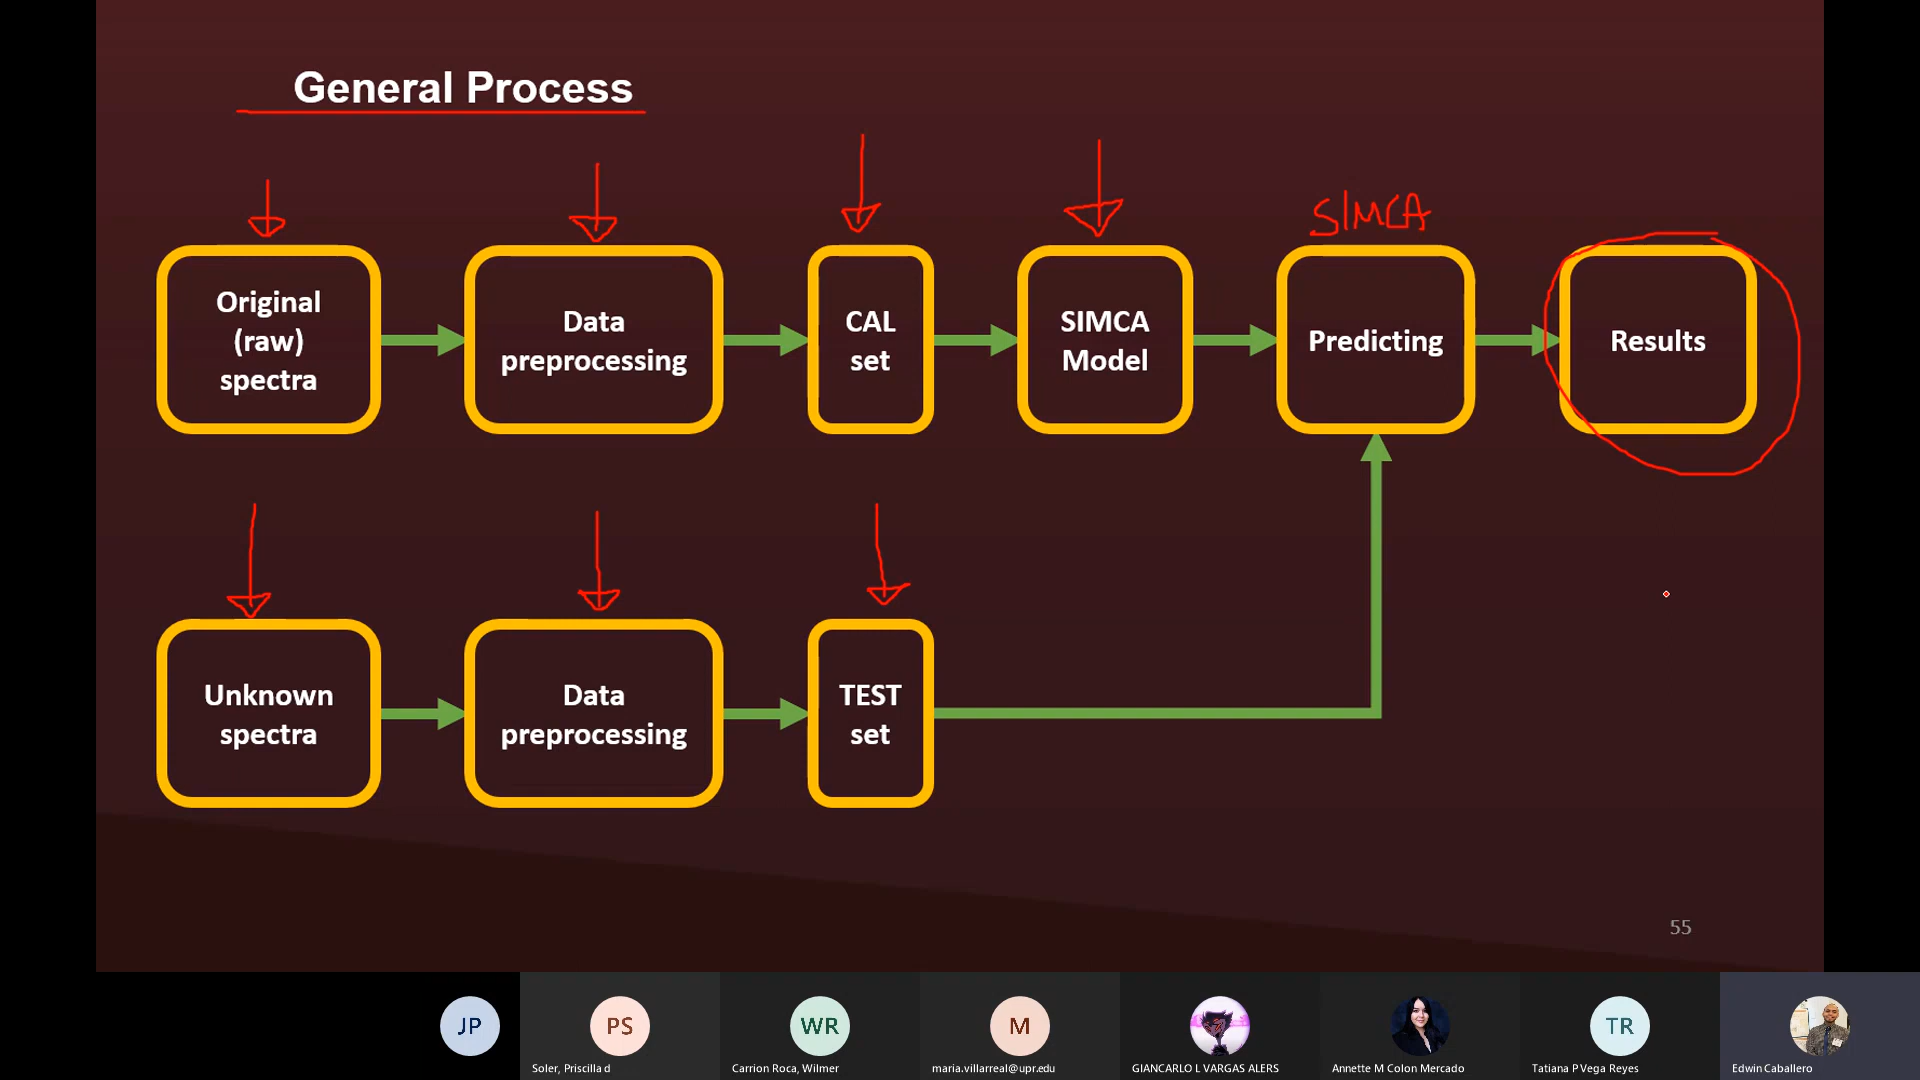 General Process
SIMCA
Original
(raw)
spectra
Data
preprocessing
CAL
set
SIMCA
Model
Predicting
Results
Unknown
spectra
Data
preprocessing
TEST
set
55
JP
PS
WR
M
TR
Soler, Priscilla d
Carrion Roca, Wilmer
maria.villarreal@upr.edu
GIANCARLO L VARGAS ALERS
Annette M Colon Mercado
Tatiana P Vega Reyes
Edwin Caballero